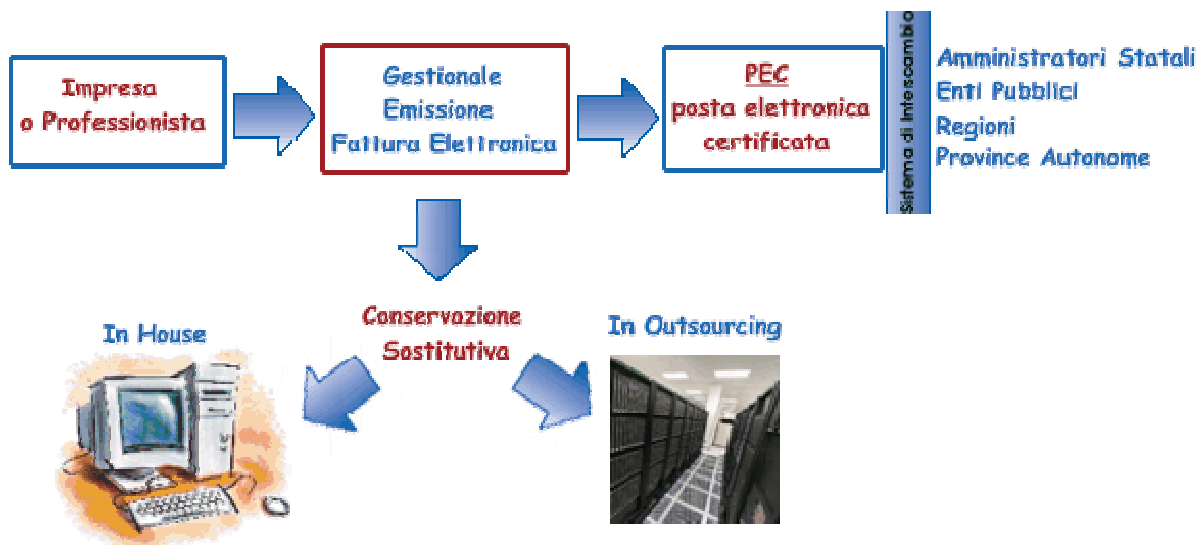 Impresa
o Professionista
Gestionale
Emissione
Fattura Elettronica
PEC
posta elettronica
certificata
Sistema di Interscambio
Amministratori Statali
Enti Pubblici
Regioni
Province Autonome
Conservazione
Sostitutiva
In House
In Outsourcing